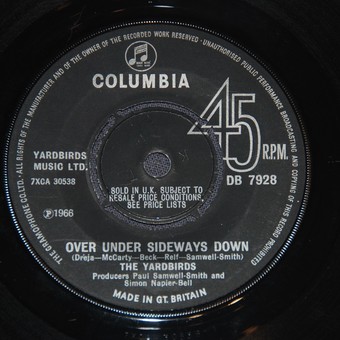 ALL RIGHTS OF THE MANUFACTURER AND OF THE OWNER OF THE RECORDED WORK RESERVED. UNAUTHORISED PUBLIC PERFORMANCE BROADCASTING AND COPYING OF THIS RECORD PROHIBITED
THE GRAMOPHONE CO. LTD.
COLUMBIA
45
R.P.M.
YARDBIRDS
MUSIC LTD.
7XCA 30538
DB 7928
SOLD IN U.K. SUBJECT TO
RESALE PRICE CONDITIONS,
SEE PRICE LISTS
℗1966
OVER UNDER SIDEWAYS DOWN
(Dreja-McCarty-Beck-Relf-Samwell-Smith)
THE YARDBIRDS
Producers Paul Samwell-Smith and
Simon Napier-Bell
MADE IN GT. BRITAIN